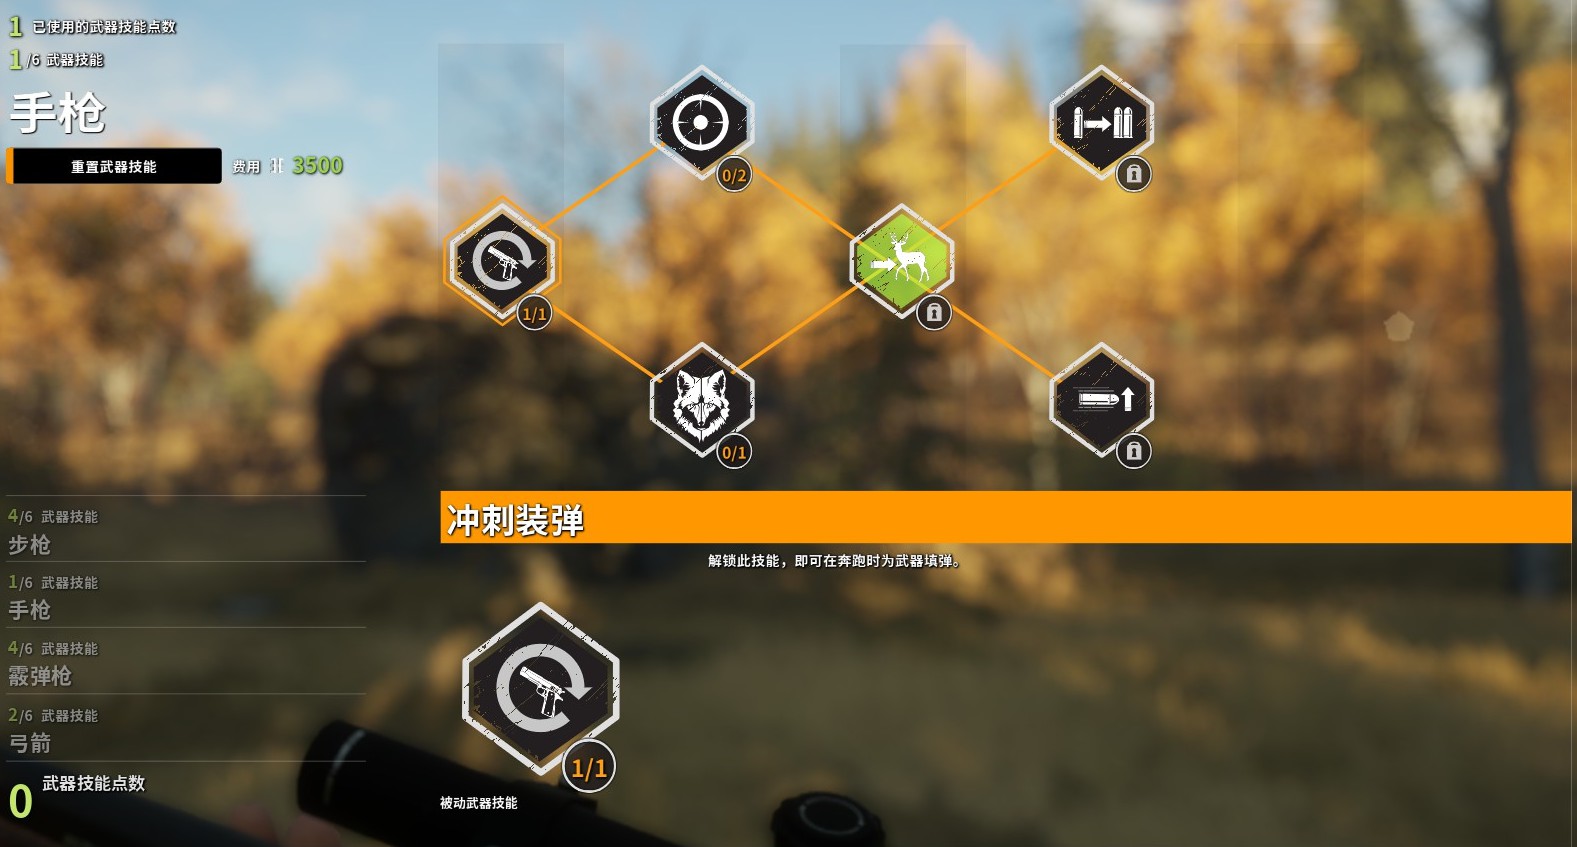 1 已使用的武器技能点数
1/6 武器技能
手枪
重置武器技能 费用 3500
0/2
1/1
0/1
冲刺装弹
解锁此技能，即可在奔跑时为武器填弹。
1/1
被动武器技能
4/6 武器技能
步枪
1/6 武器技能
手枪
4/6 武器技能
霰弹枪
2/6 武器技能
弓箭
0 武器技能点数